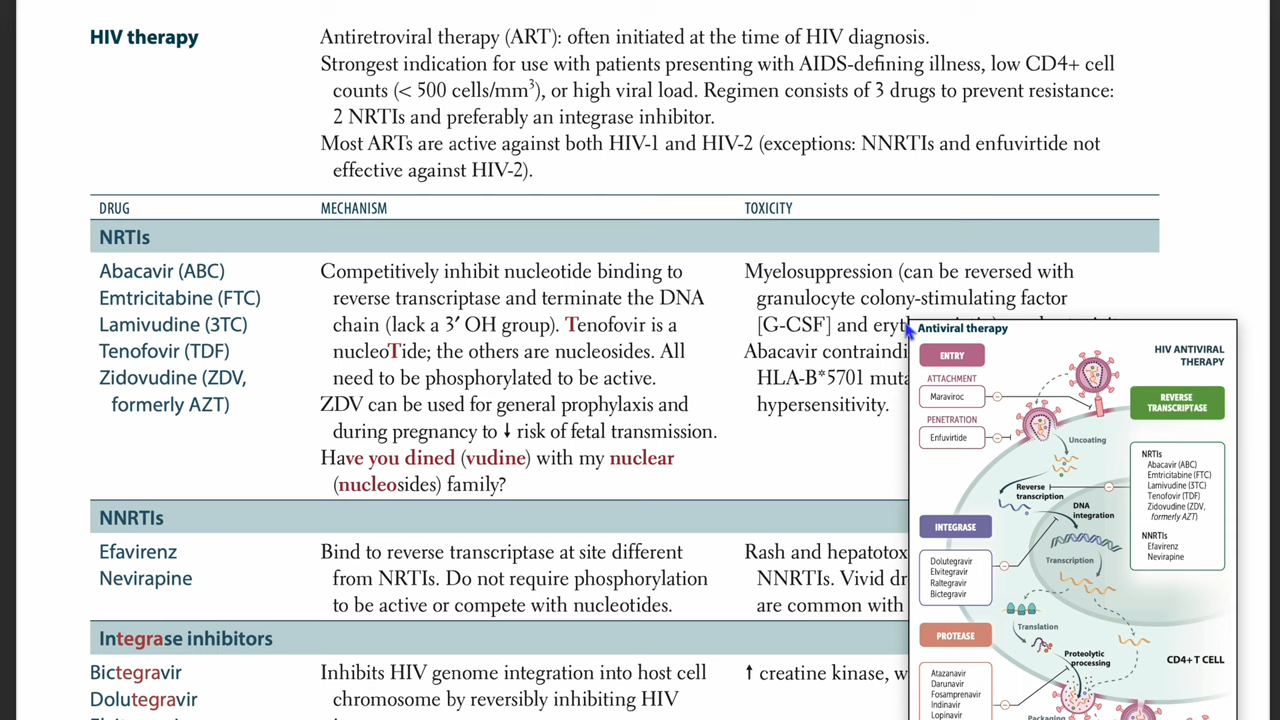 HIV therapy
Antiretroviral therapy (ART): often initiated at the time of HIV diagnosis.
Strongest indication for use with patients presenting with AIDS-defining illness, low CD4+ cell
counts (< 500 cells/mm³), or high viral load. Regimen consists of 3 drugs to prevent resistance:
2 NRTIs and preferably an integrase inhibitor.
Most ARTs are active against both HIV-1 and HIV-2 (exceptions: NNRTIs and enfuvirtide not
effective against HIV-2).
DRUG
MECHANISM
TOXICITY
NRTIs
Abacavir (ABC)
Emtricitabine (FTC)
Lamivudine (3TC)
Tenofovir (TDF)
Zidovudine (ZDV,
formerly AZT)
Competitively inhibit nucleotide binding to
reverse transcriptase and terminate the DNA
chain (lack a 3′ OH group). Tenofovir is a
nucleoTide; the others are nucleosides. All
need to be phosphorylated to be active.
ZDV can be used for general prophylaxis and
during pregnancy to ↓ risk of fetal transmission.
Have you dined (vudine) with my nuclear
(nucleosides) family?
Myelosuppression (can be reversed with
granulocyte colony-stimulating factor
[G-CSF] and eryth
Abacavir contraindi
HLA-B*5701 muta
hypersensitivity.
NNRTIs
Efavirenz
Nevirapine
Bind to reverse transcriptase at site different
from NRTIs. Do not require phosphorylation
to be active or compete with nucleotides.
Rash and hepatotox
NNRTIs. Vivid dr
are common with
Integrase inhibitors
Bictegravir
Dolutegravir
Inhibits HIV genome integration into host cell
chromosome by reversibly inhibiting HIV
↑ creatine kinase, w
Antiviral therapy
HIV ANTIVIRAL
THERAPY
ENTRY
ATTACHMENT
Maraviroc
PENETRATION
Enfuvirtide
REVERSE
TRANSCRIPTASE
Uncoating
NRTIs
Abacavir (ABC)
Emtricitabine (FTC)
Lamivudine (3TC)
Tenofovir (TDF)
Zidovudine (ZDV,
formerly AZT)
NNRTIs
Efavirenz
Nevirapine
Reverse
transcription
DNA
integration
INTEGRASE
Dolutegravir
Elvitegravir
Raltegravir
Bictegravir
Transcription
Translation
PROTEASE
Proteolytic
processing
CD4+ T CELL
Atazanavir
Darunavir
Fosamprenavir
Indinavir
Lopinavir
Packaging